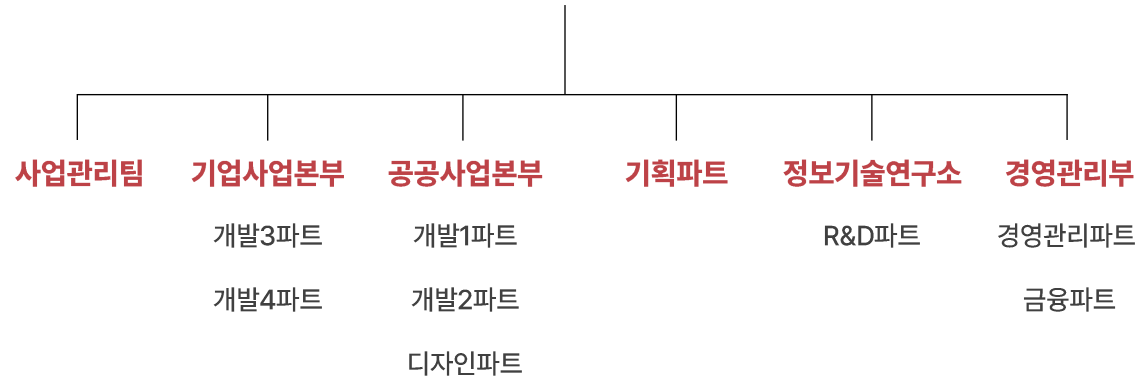 사업관리팀 기업사업본부 공공사업본부 기획파트 정보기술연구소 경영관리부
개발3파트 개발1파트 R&D파트 경영관리파트
개발4파트 개발2파트 금융파트
디자인파트